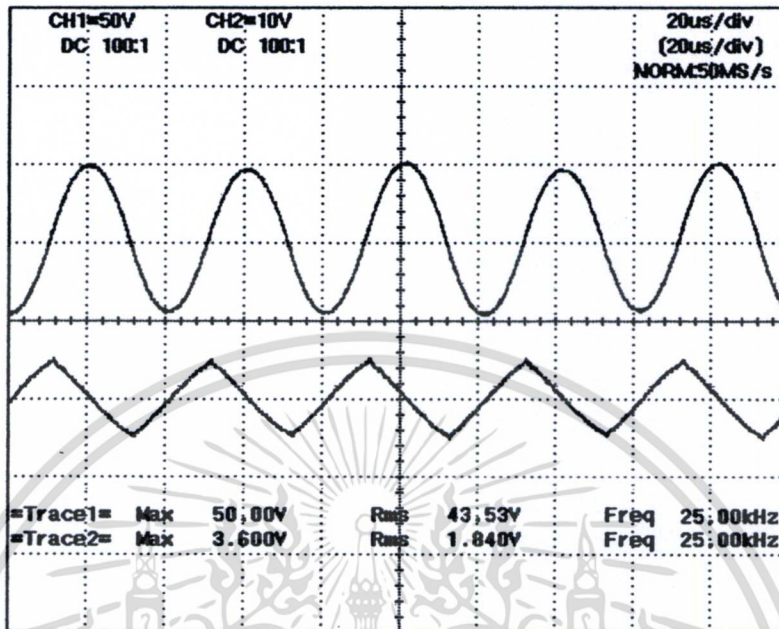 CH1=50V CH2=10V 20us/div
DC 100:1 DC 100:1 (20us/div)
NORM:50MS/s
=Trace1= Max 50.00V Rms 43.53V Freq 25.00kHz
=Trace2= Max 3.600V Rms 1.840V Freq 25.00kHz